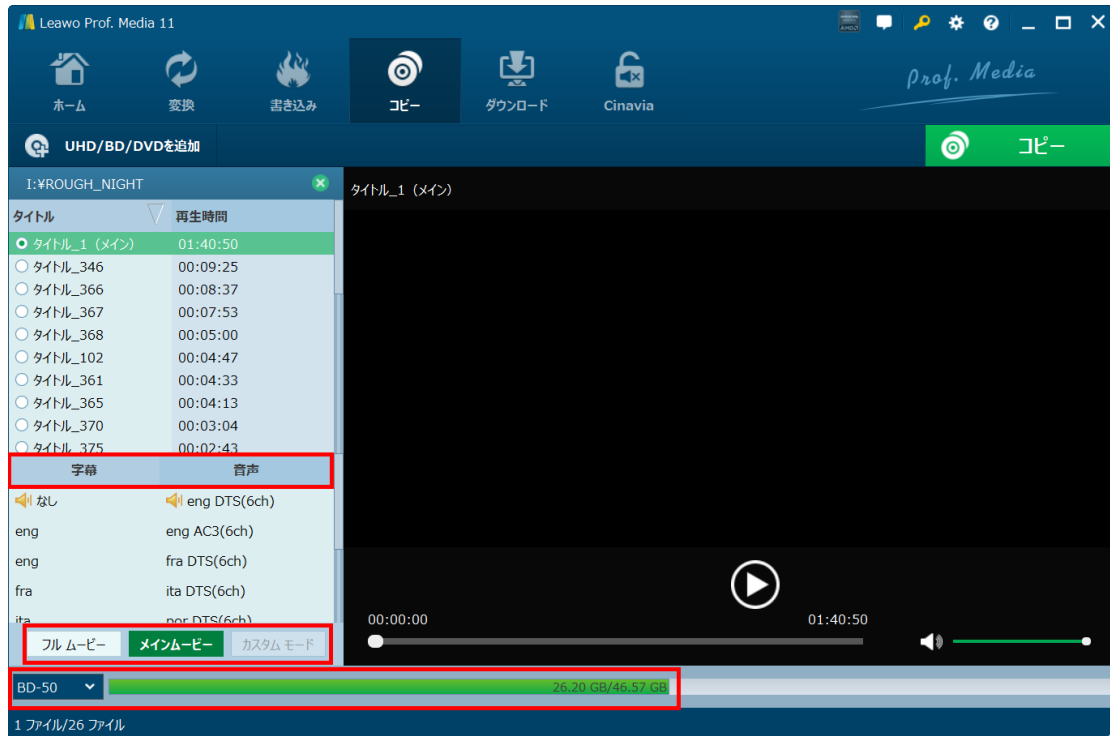 Leawo Prof. Media 11
ホーム
変換
書き込み
コピー
ダウンロード
Cinavia
Prof. Media
UHD/BD/DVDを追加
コピー
I:¥ROUGH_NIGHT
タイトル_1（メイン）
タイトル 再生時間
タイトル_1（メイン） 01:40:50
タイトル_346 00:09:25
タイトル_366 00:08:37
タイトル_367 00:07:53
タイトル_368 00:05:00
タイトル_102 00:04:47
タイトル_361 00:04:33
タイトル_365 00:04:13
タイトル_370 00:03:04
タイトル_375 00:02:43
字幕 音声
なし eng DTS(6ch)
eng eng AC3(6ch)
eng fra DTS(6ch)
fra ita DTS(6ch)
ita por DTS(6ch)
00:00:00 01:40:50
フル ムービー メインムービー カスタム モード
BD-50 26.20 GB/46.57 GB
1 ファイル/26 ファイル